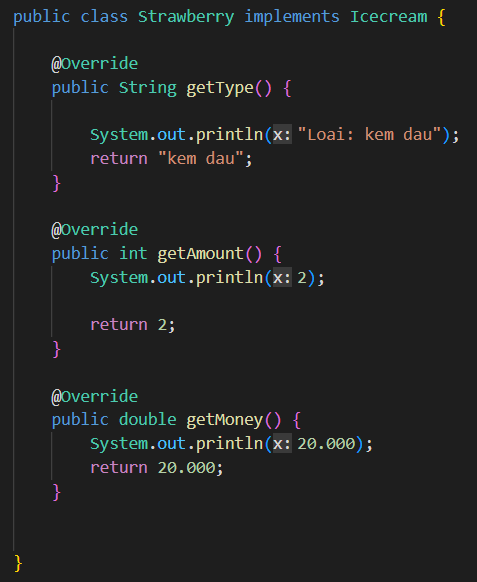 public class Strawberry implements Icecream {
@Override
public String getType() {
System.out.println(x: "Loai: kem dau");
return "kem dau";
}
@Override
public int getAmount() {
System.out.println(x: 2);
return 2;
}
@Override
public double getMoney() {
System.out.println(x: 20.000);
return 20.000;
}
}